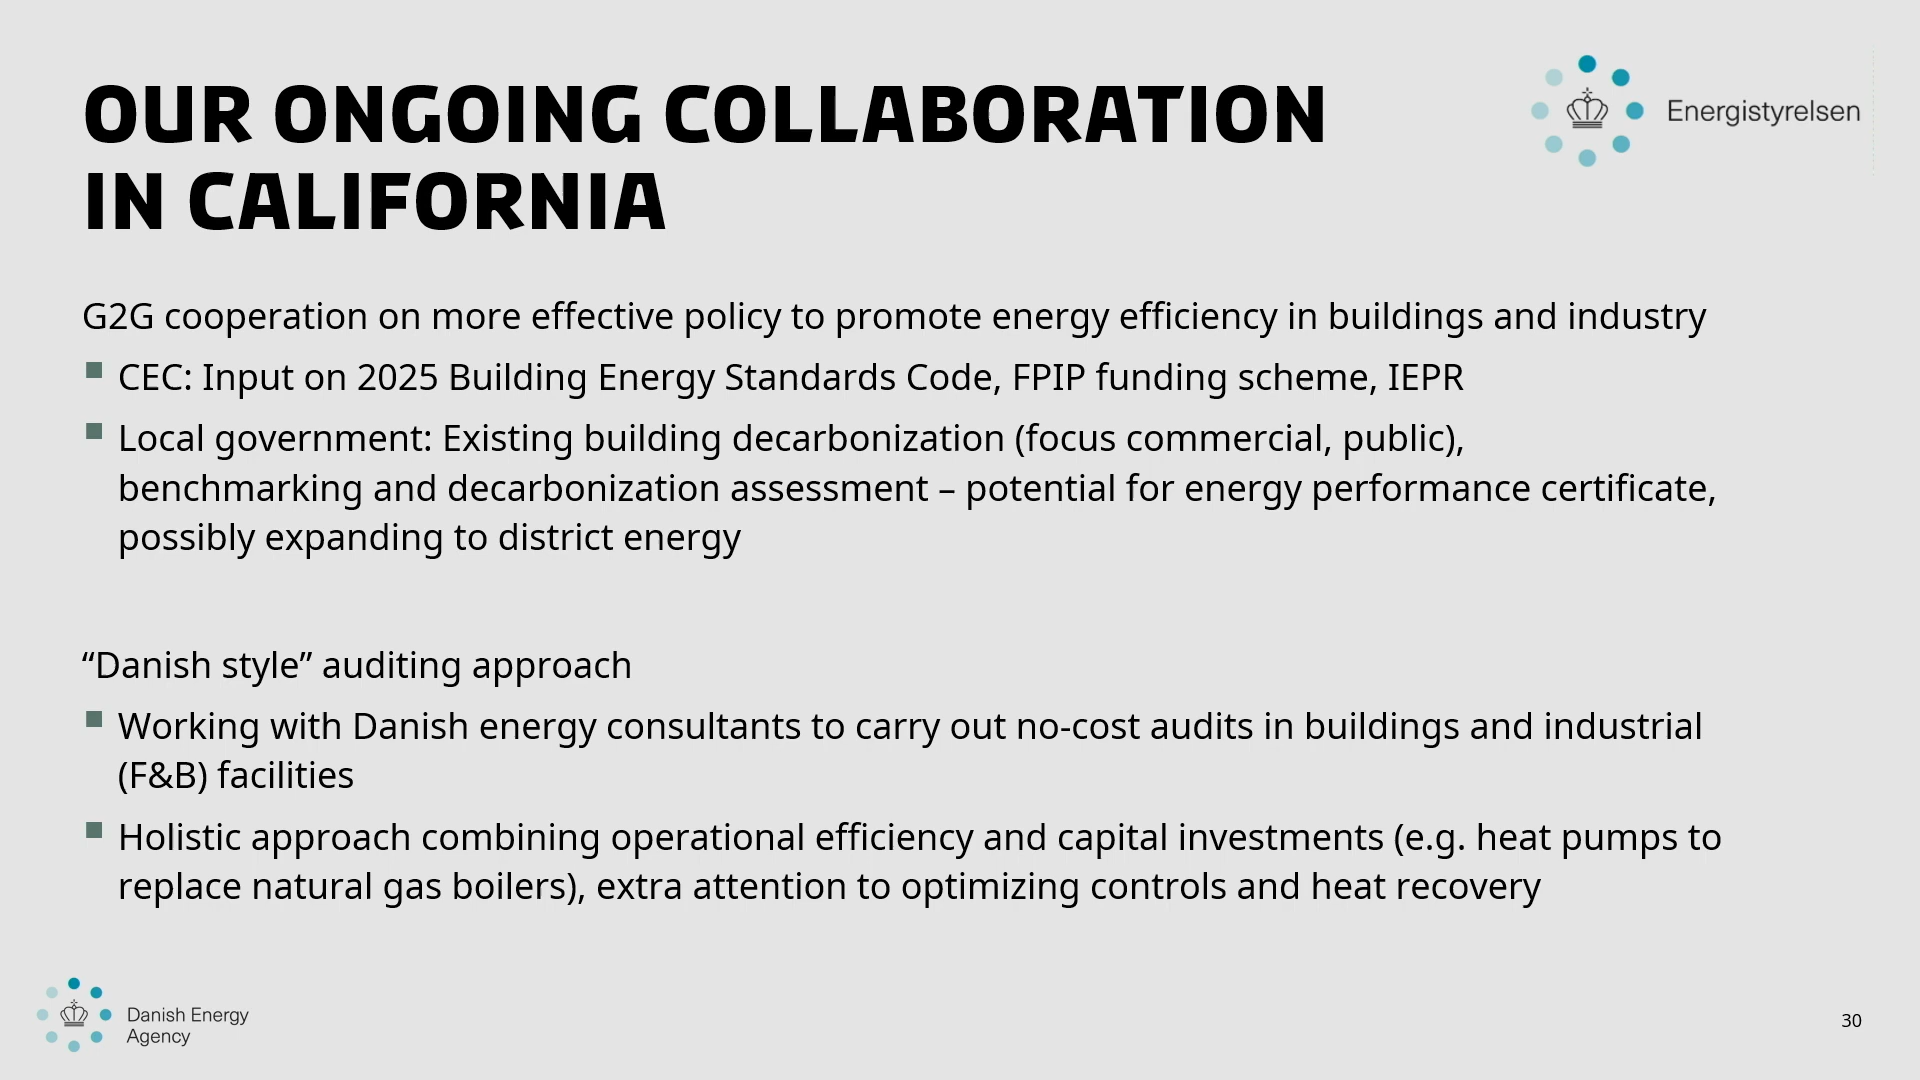 OUR ONGOING COLLABORATION
IN CALIFORNIA
Energistyrelsen
G2G cooperation on more effective policy to promote energy efficiency in buildings and industry
CEC: Input on 2025 Building Energy Standards Code, FPIP funding scheme, IEPR
Local government: Existing building decarbonization (focus commercial, public),
benchmarking and decarbonization assessment – potential for energy performance certificate,
possibly expanding to district energy
“Danish style” auditing approach
Working with Danish energy consultants to carry out no-cost audits in buildings and industrial
(F&B) facilities
Holistic approach combining operational efficiency and capital investments (e.g. heat pumps to
replace natural gas boilers), extra attention to optimizing controls and heat recovery
Danish Energy
Agency
30